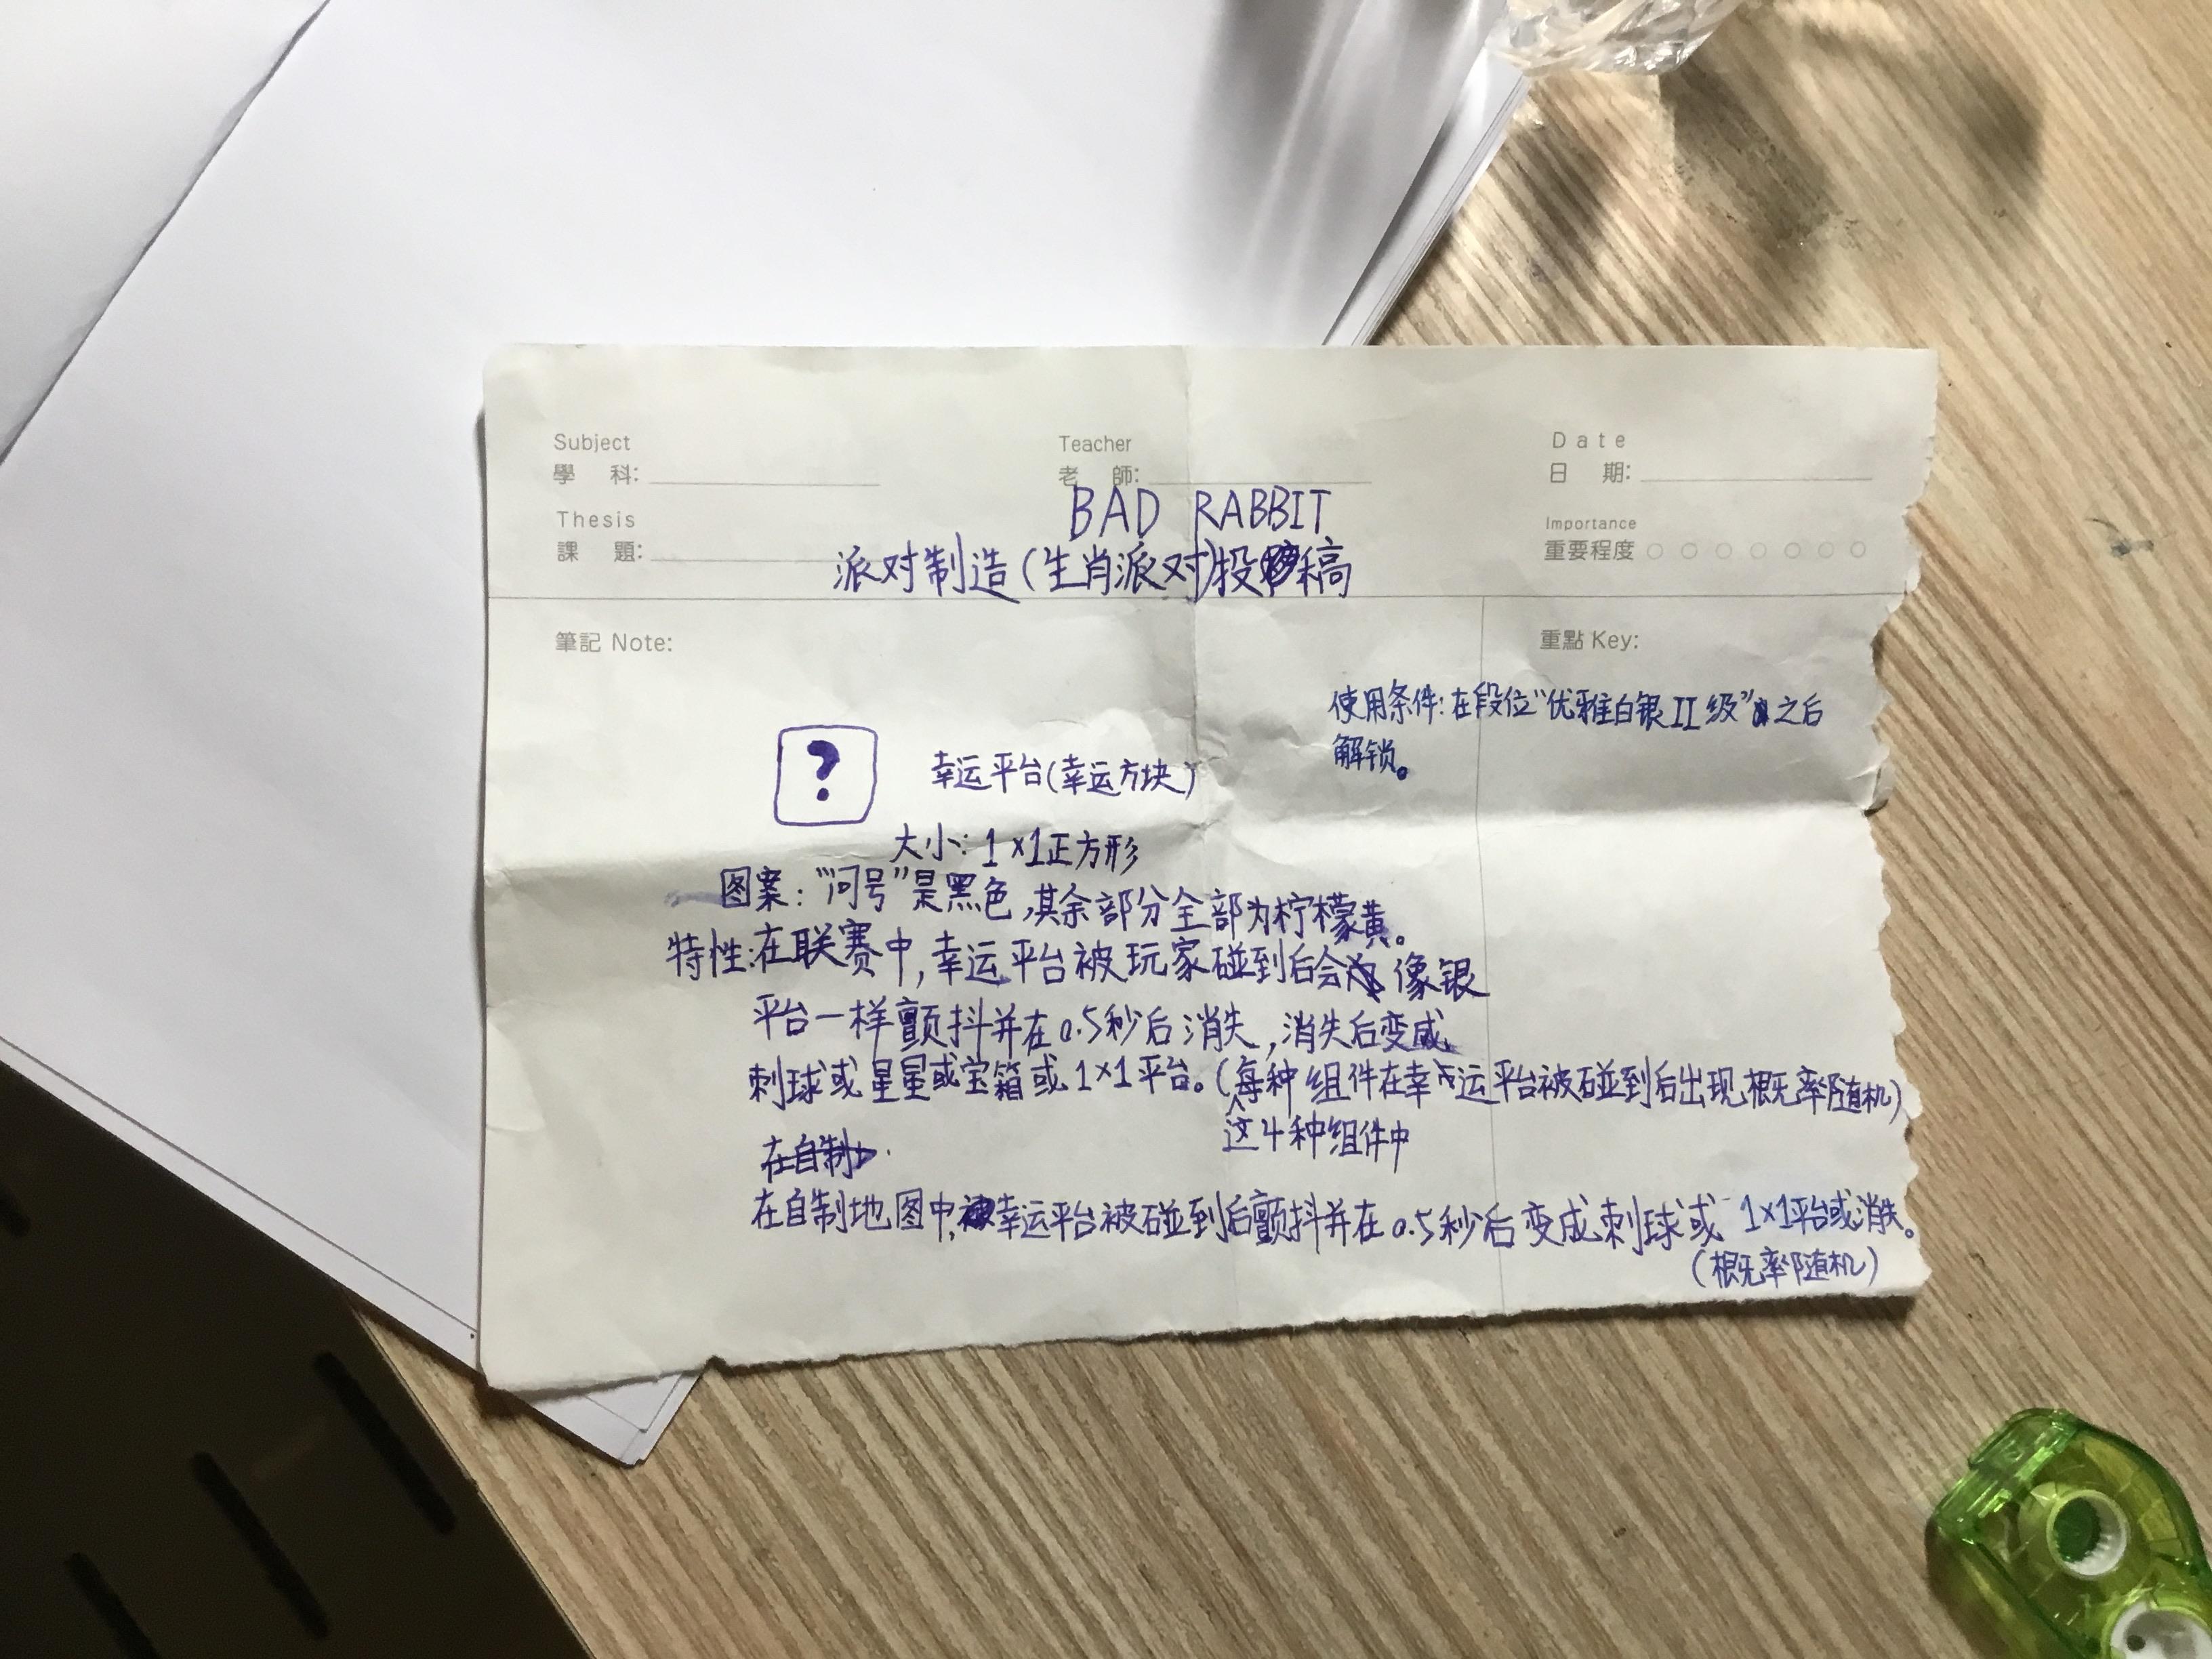 Subject
學 科:
Teacher
老 師:
Date
日 期:
Thesis
課 題:
Importance
重要程度
BAD RABBIT
派对制造(生肖派对)投稿
筆記 Note:
重點 Key:
使用条件:在段位“优雅白银II级”之后
解锁。
?
幸运平台(幸运方块)
大小:1×1正方形
图案:“问号”是黑色,其余部分全部为柠檬黄。
特性:在联赛中,幸运平台被玩家碰到后会像银
平台一样颤抖并在0.5秒后消失,消失后变成
刺球或星星或宝箱或1×1平台。(每种组件在幸运平台被碰到后出现概率随机)
这4种组件中
在自制
在自制地图中,幸运平台被碰到后颤抖并在0.5秒后变成刺球或1×1平台或消失。
(概率随机)